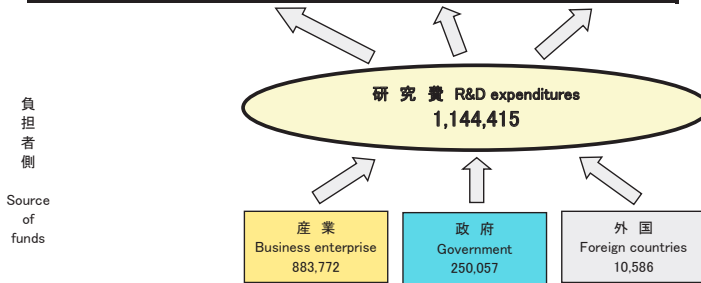 研 究 費 R&D expenditures
1,144,415
負
担
者
側
Source
of
funds
産 業
Business enterprise
883,772
政 府
Government
250,057
外 国
Foreign countries
10,586